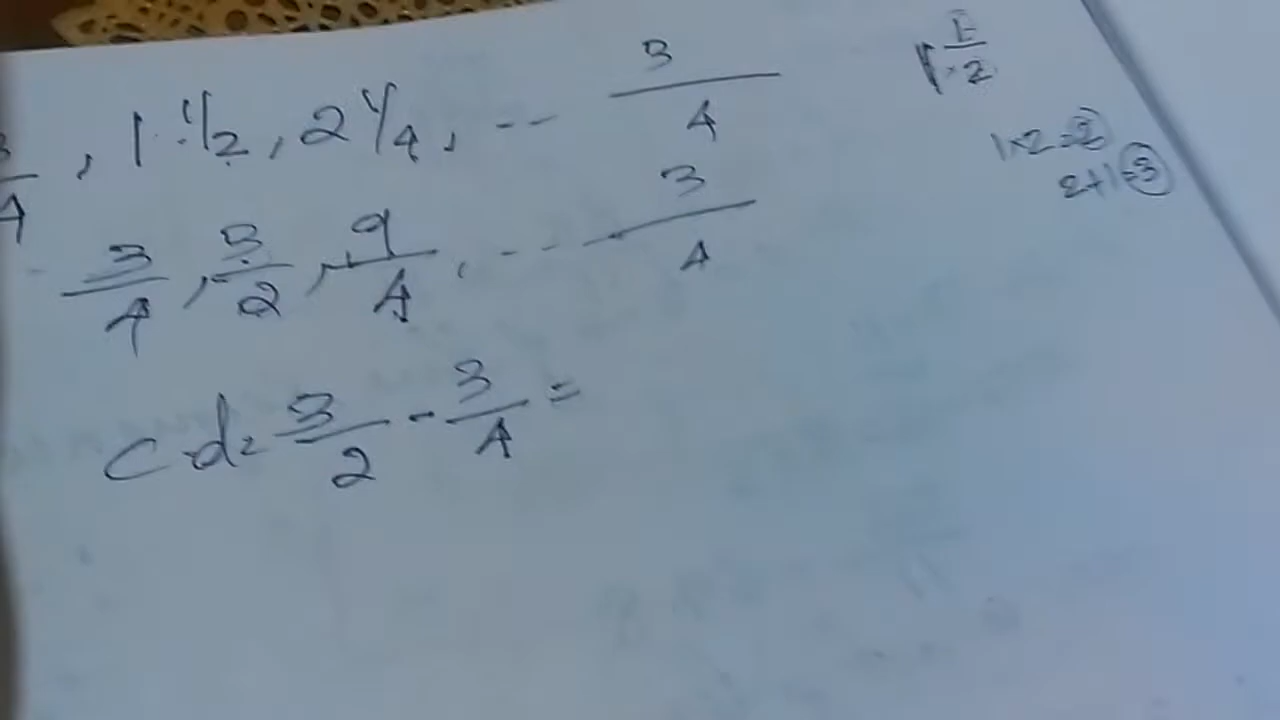 3/4 , 1 1/2 , 2 1/4 , -- 3/4
3/4 , 3/2 , 9/4 , -- 3/4
c.d = 3/2 - 3/4 =
1 1/2
1×2=2
2+1=3